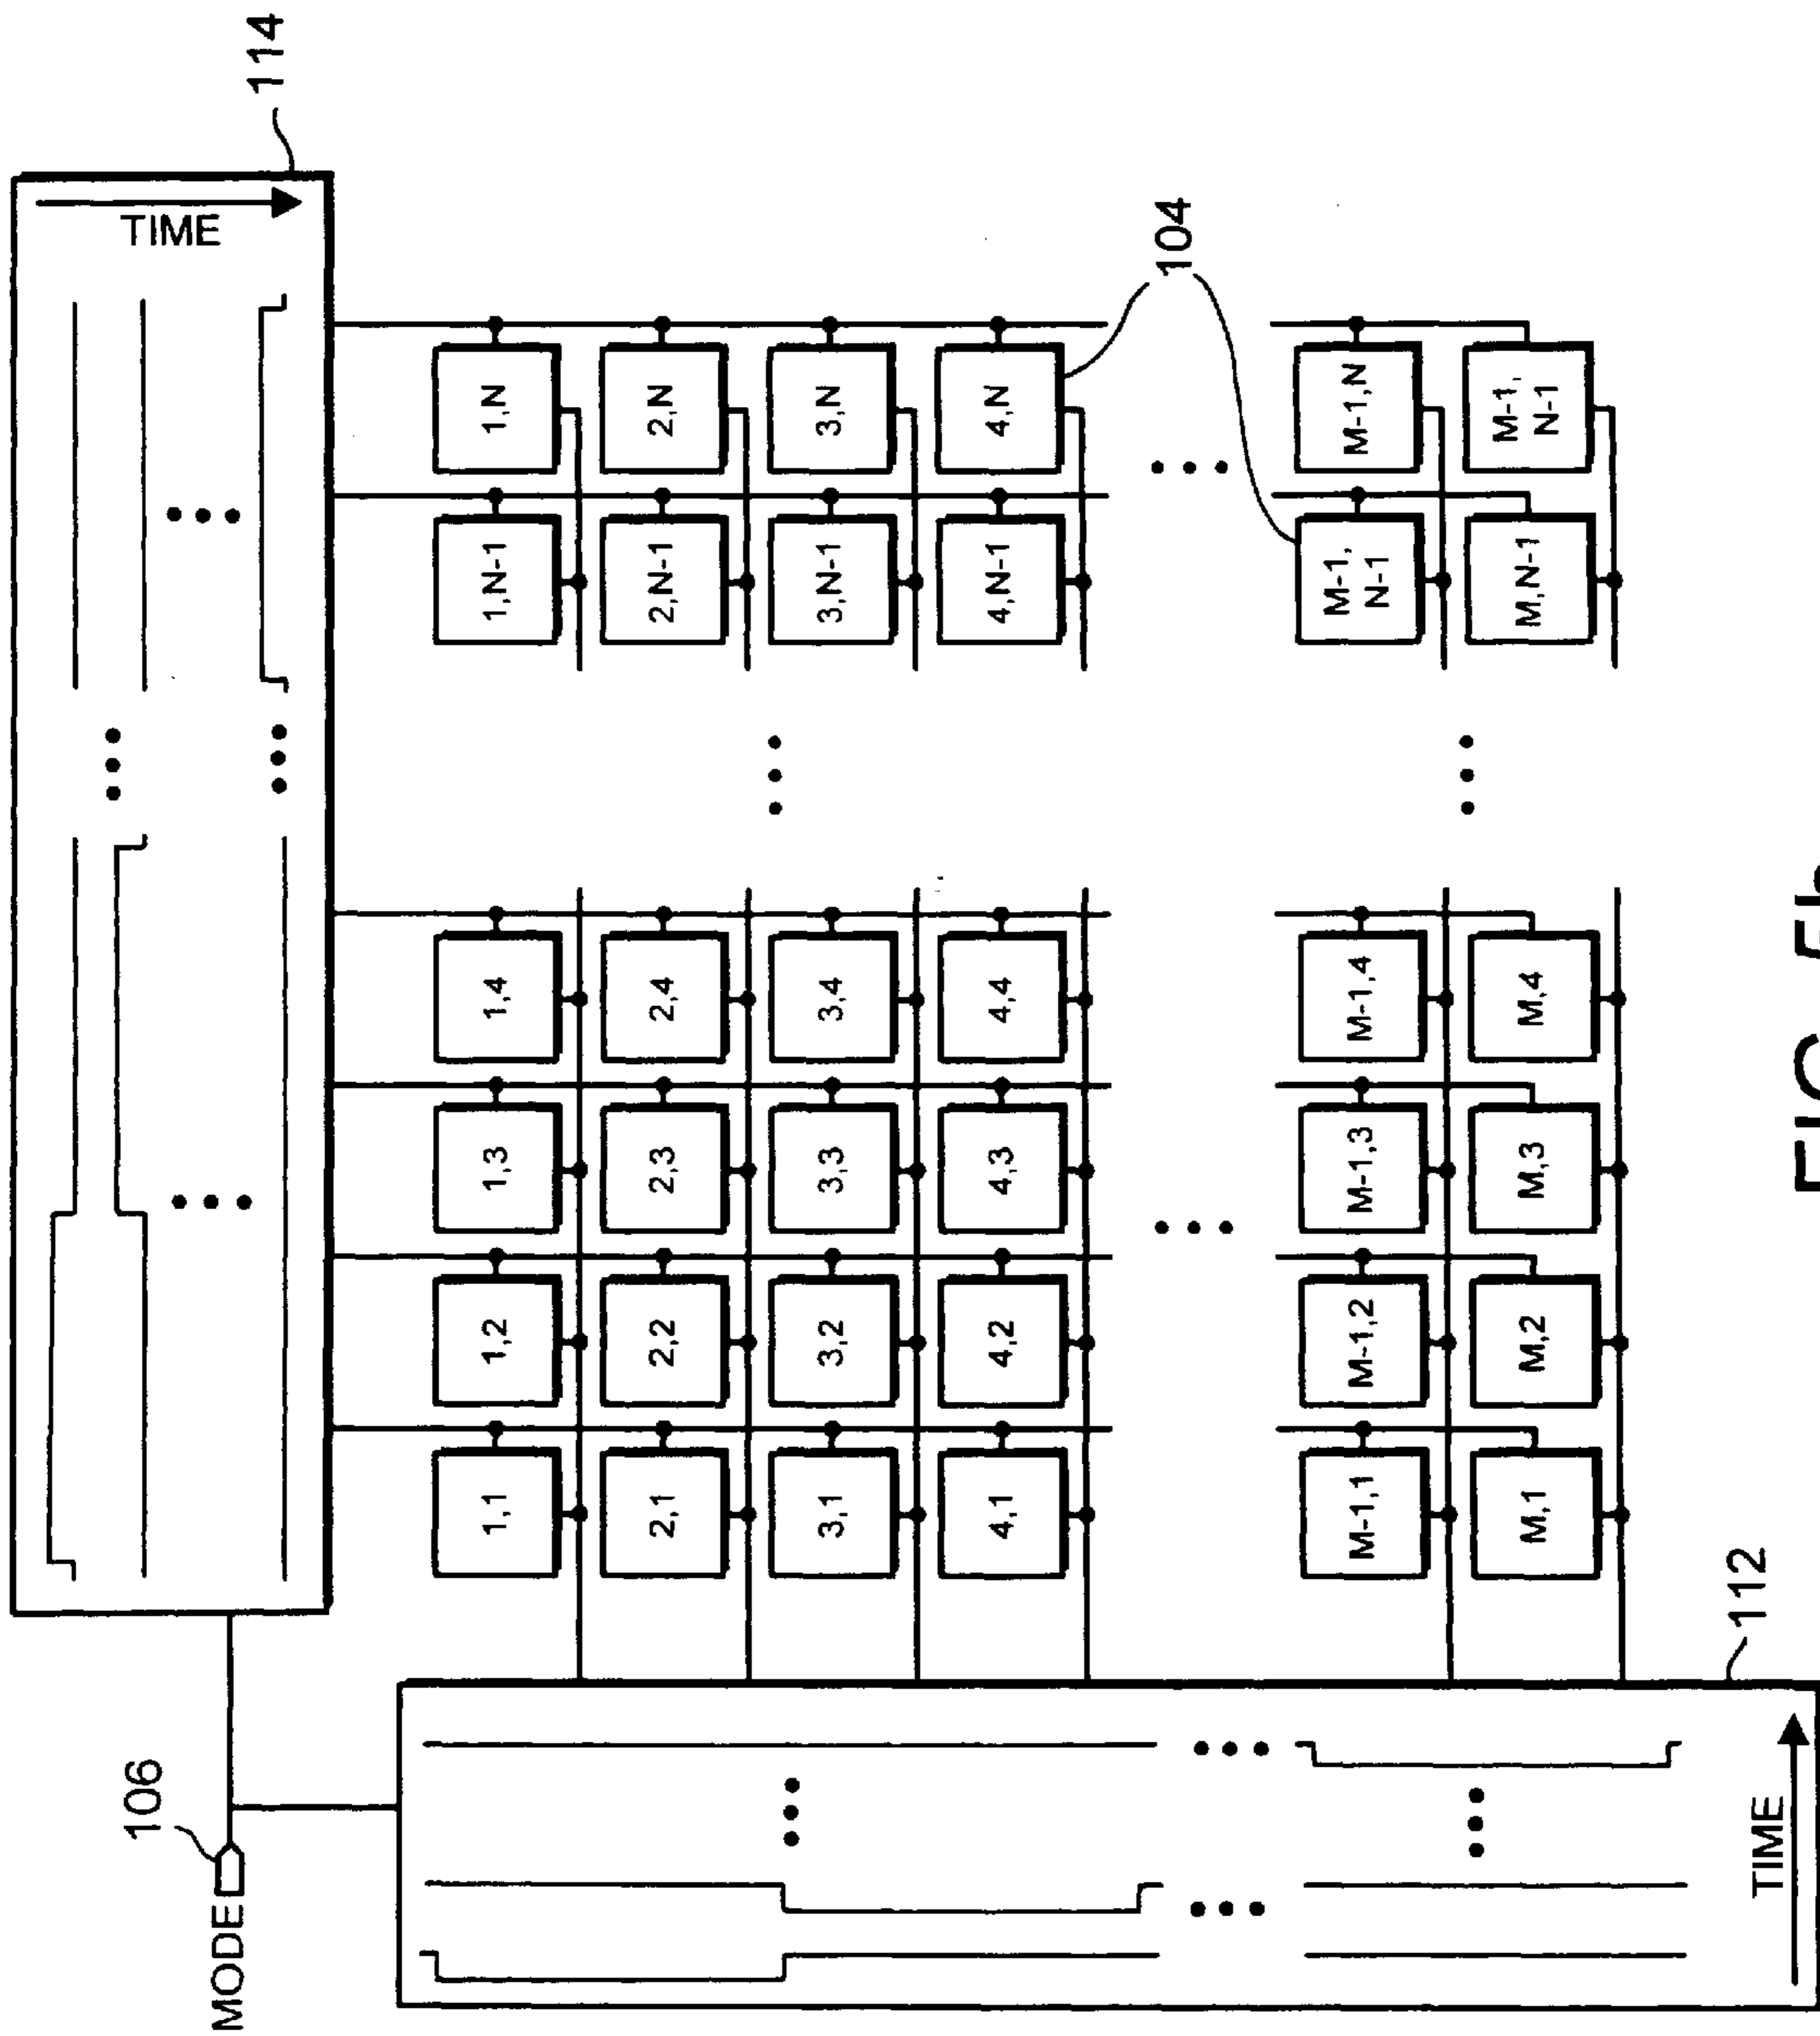 114
TIME
106
MODE
1,1 1,2 1,3 1,4 1,N-1 1,N
2,1 2,2 2,3 2,4 2,N-1 2,N
3,1 3,2 3,3 3,4 3,N-1 3,N
4,1 4,2 4,3 4,4 4,N-1 4,N
104
M-1,1 M-1,2 M-1,3 M-1,4 M-1, N-1 M-1,N
M,1 M,2 M,3 M,4 M,N-1 M-1, N-1
TIME
112